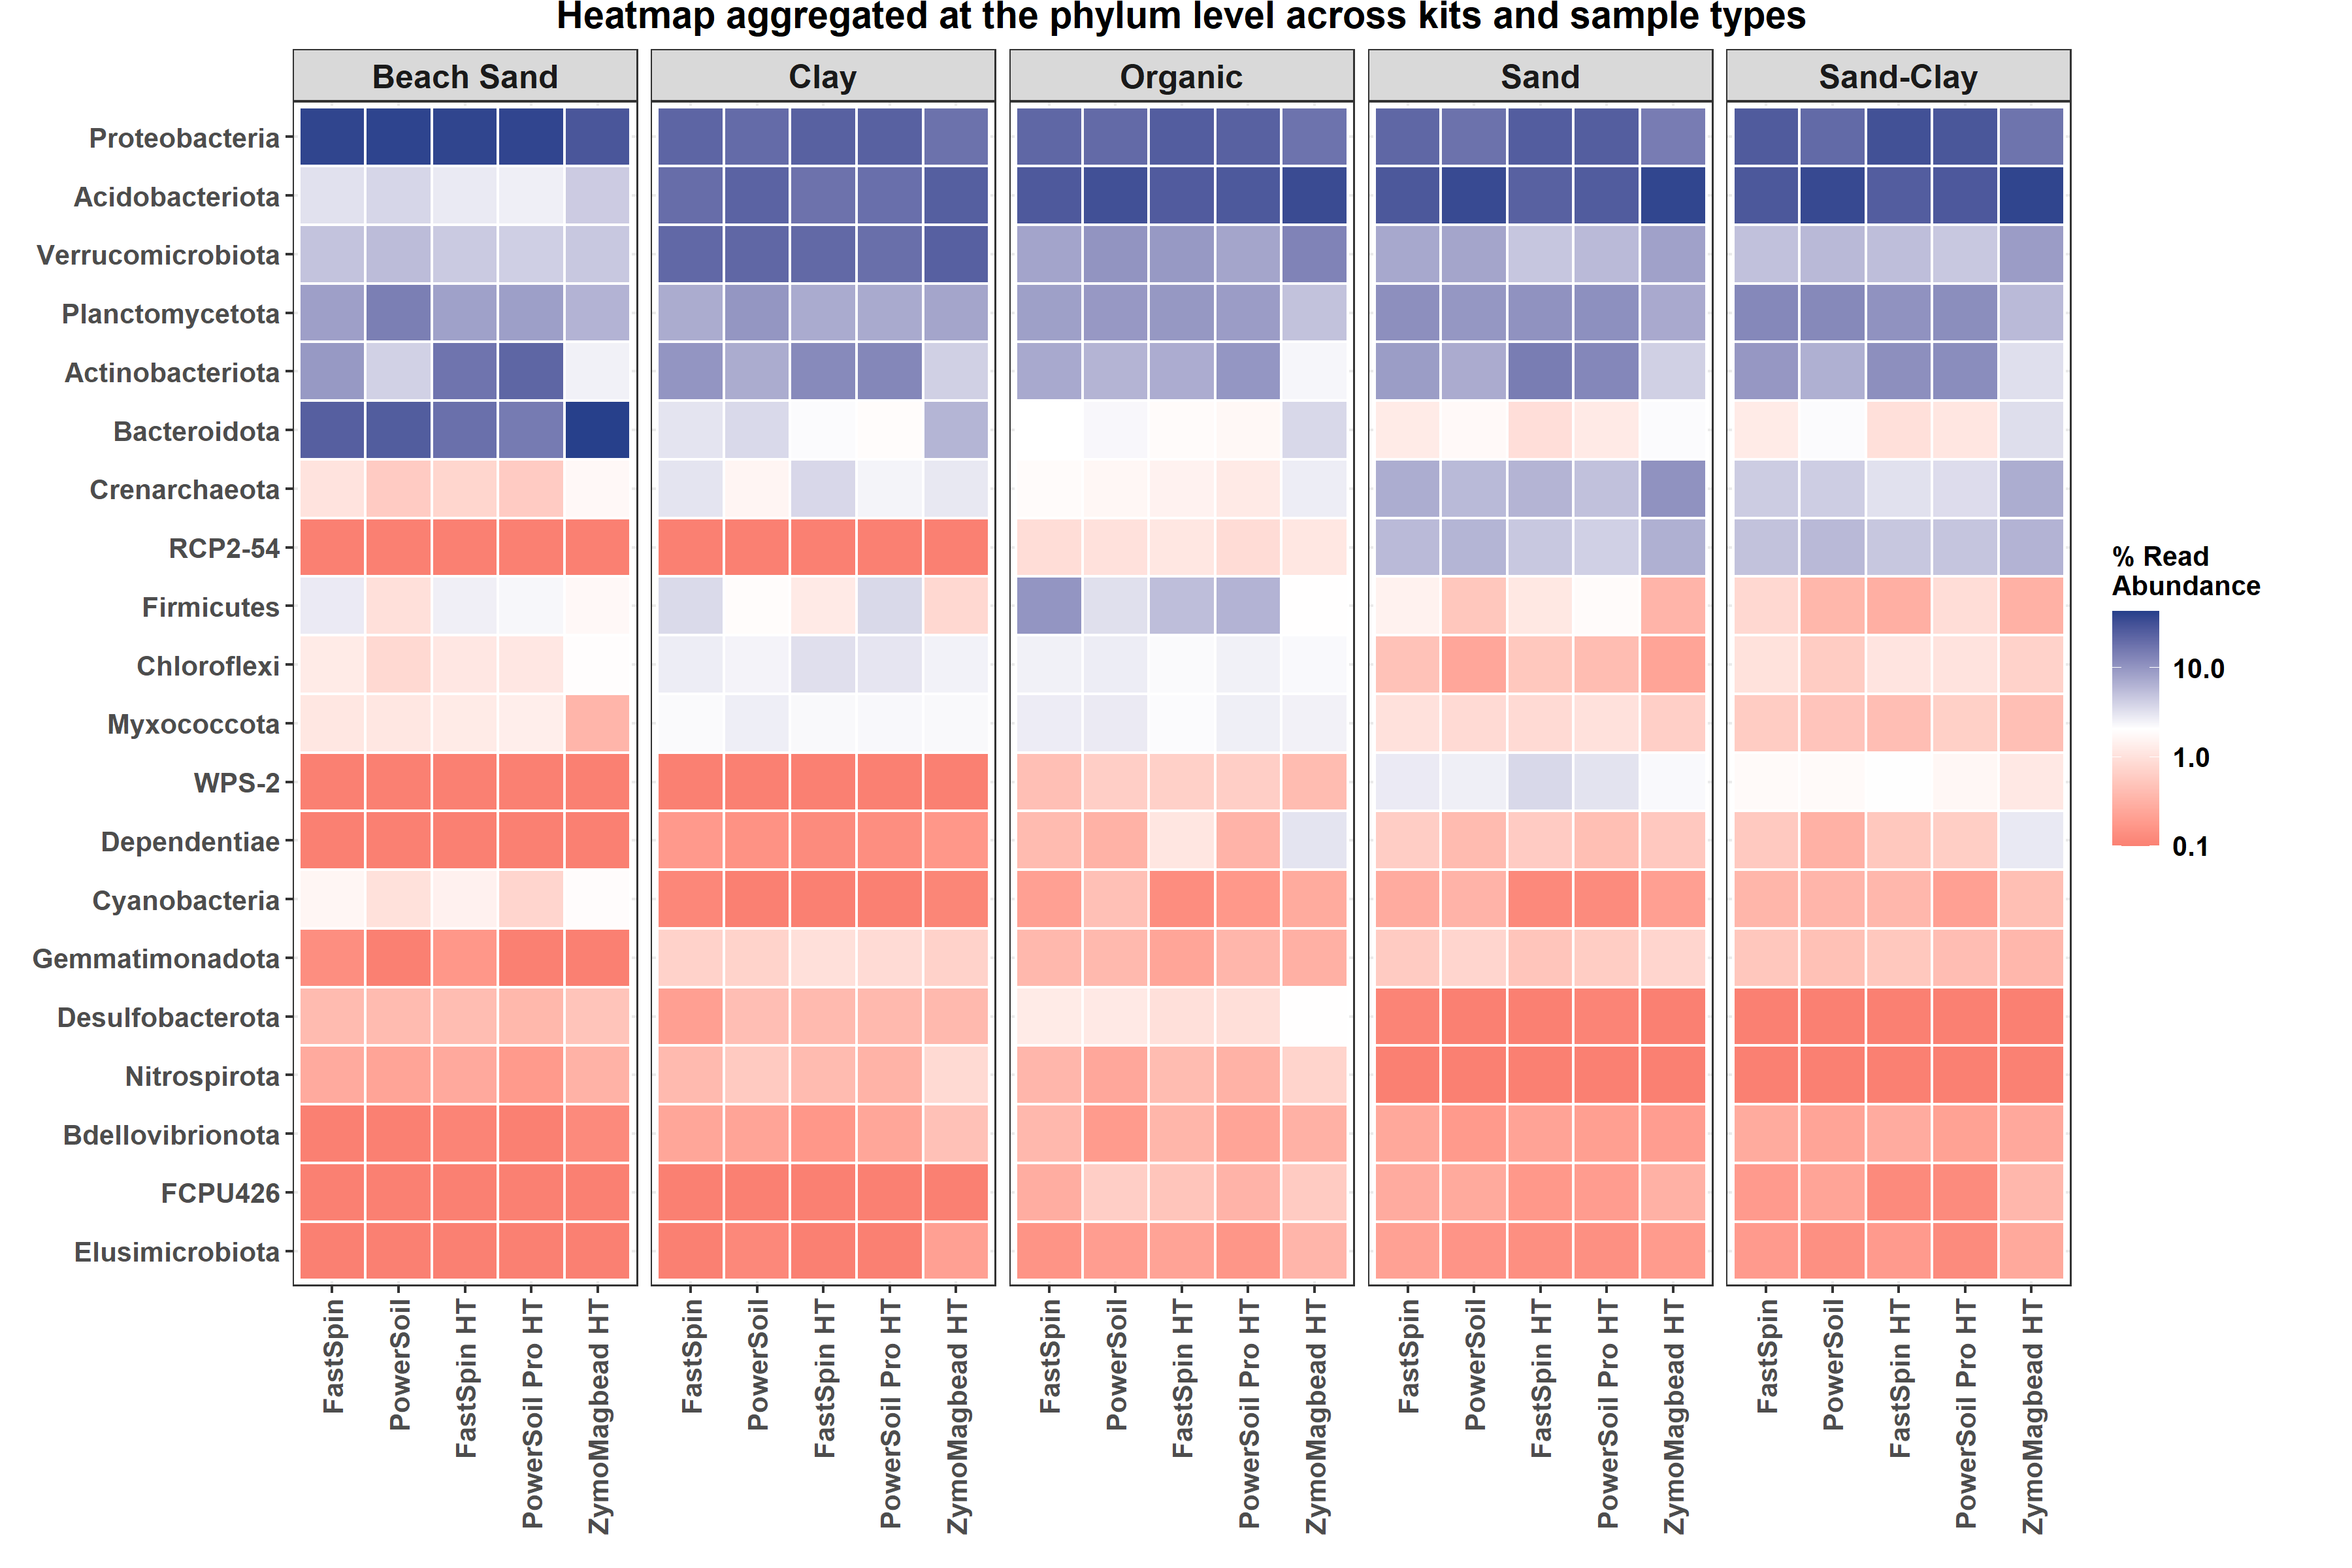 Heatmap aggregated at the phylum level across kits and sample types
Beach Sand
Clay
Organic
Sand
Sand-Clay
Proteobacteria
Acidobacteriota
Verrucomicrobiota
Planctomycetota
Actinobacteriota
Bacteroidota
Crenarchaeota
RCP2-54
Firmicutes
Chloroflexi
Myxococcota
WPS-2
Dependentiae
Cyanobacteria
Gemmatimonadota
Desulfobacterota
Nitrospirota
Bdellovibrionota
FCPU426
Elusimicrobiota
% Read
Abundance
10.0
1.0
0.1
FastSpin
PowerSoil
FastSpin HT
PowerSoil Pro HT
ZymoMagbead HT
FastSpin
PowerSoil
FastSpin HT
PowerSoil Pro HT
ZymoMagbead HT
FastSpin
PowerSoil
FastSpin HT
PowerSoil Pro HT
ZymoMagbead HT
FastSpin
PowerSoil
FastSpin HT
PowerSoil Pro HT
ZymoMagbead HT
FastSpin
PowerSoil
FastSpin HT
PowerSoil Pro HT
ZymoMagbead HT